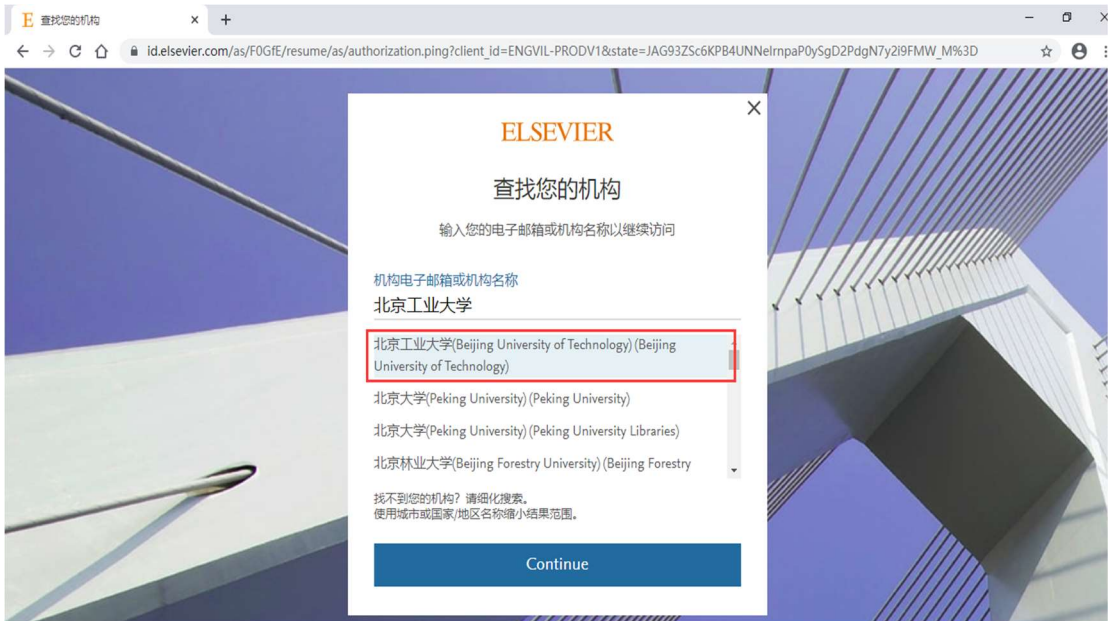 E 查找您的机构
id.elsevier.com/as/F0GfE/resume/as/authorization.ping?client_id=ENGVIL-PRODV1&state=JAG93ZSc6KPB4UNNelrnpaP0ySgD2PdgN7y2i9FMW_M%3D
ELSEVIER
查找您的机构
输入您的电子邮箱或机构名称以继续访问
机构电子邮箱或机构名称
北京工业大学
北京工业大学(Beijing University of Technology) (Beijing
University of Technology)
北京大学(Peking University) (Peking University)
北京大学(Peking University) (Peking University Libraries)
北京林业大学(Beijing Forestry University) (Beijing Forestry
找不到您的机构? 请细化搜索。
使用城市或国家/地区名称缩小结果范围。
Continue